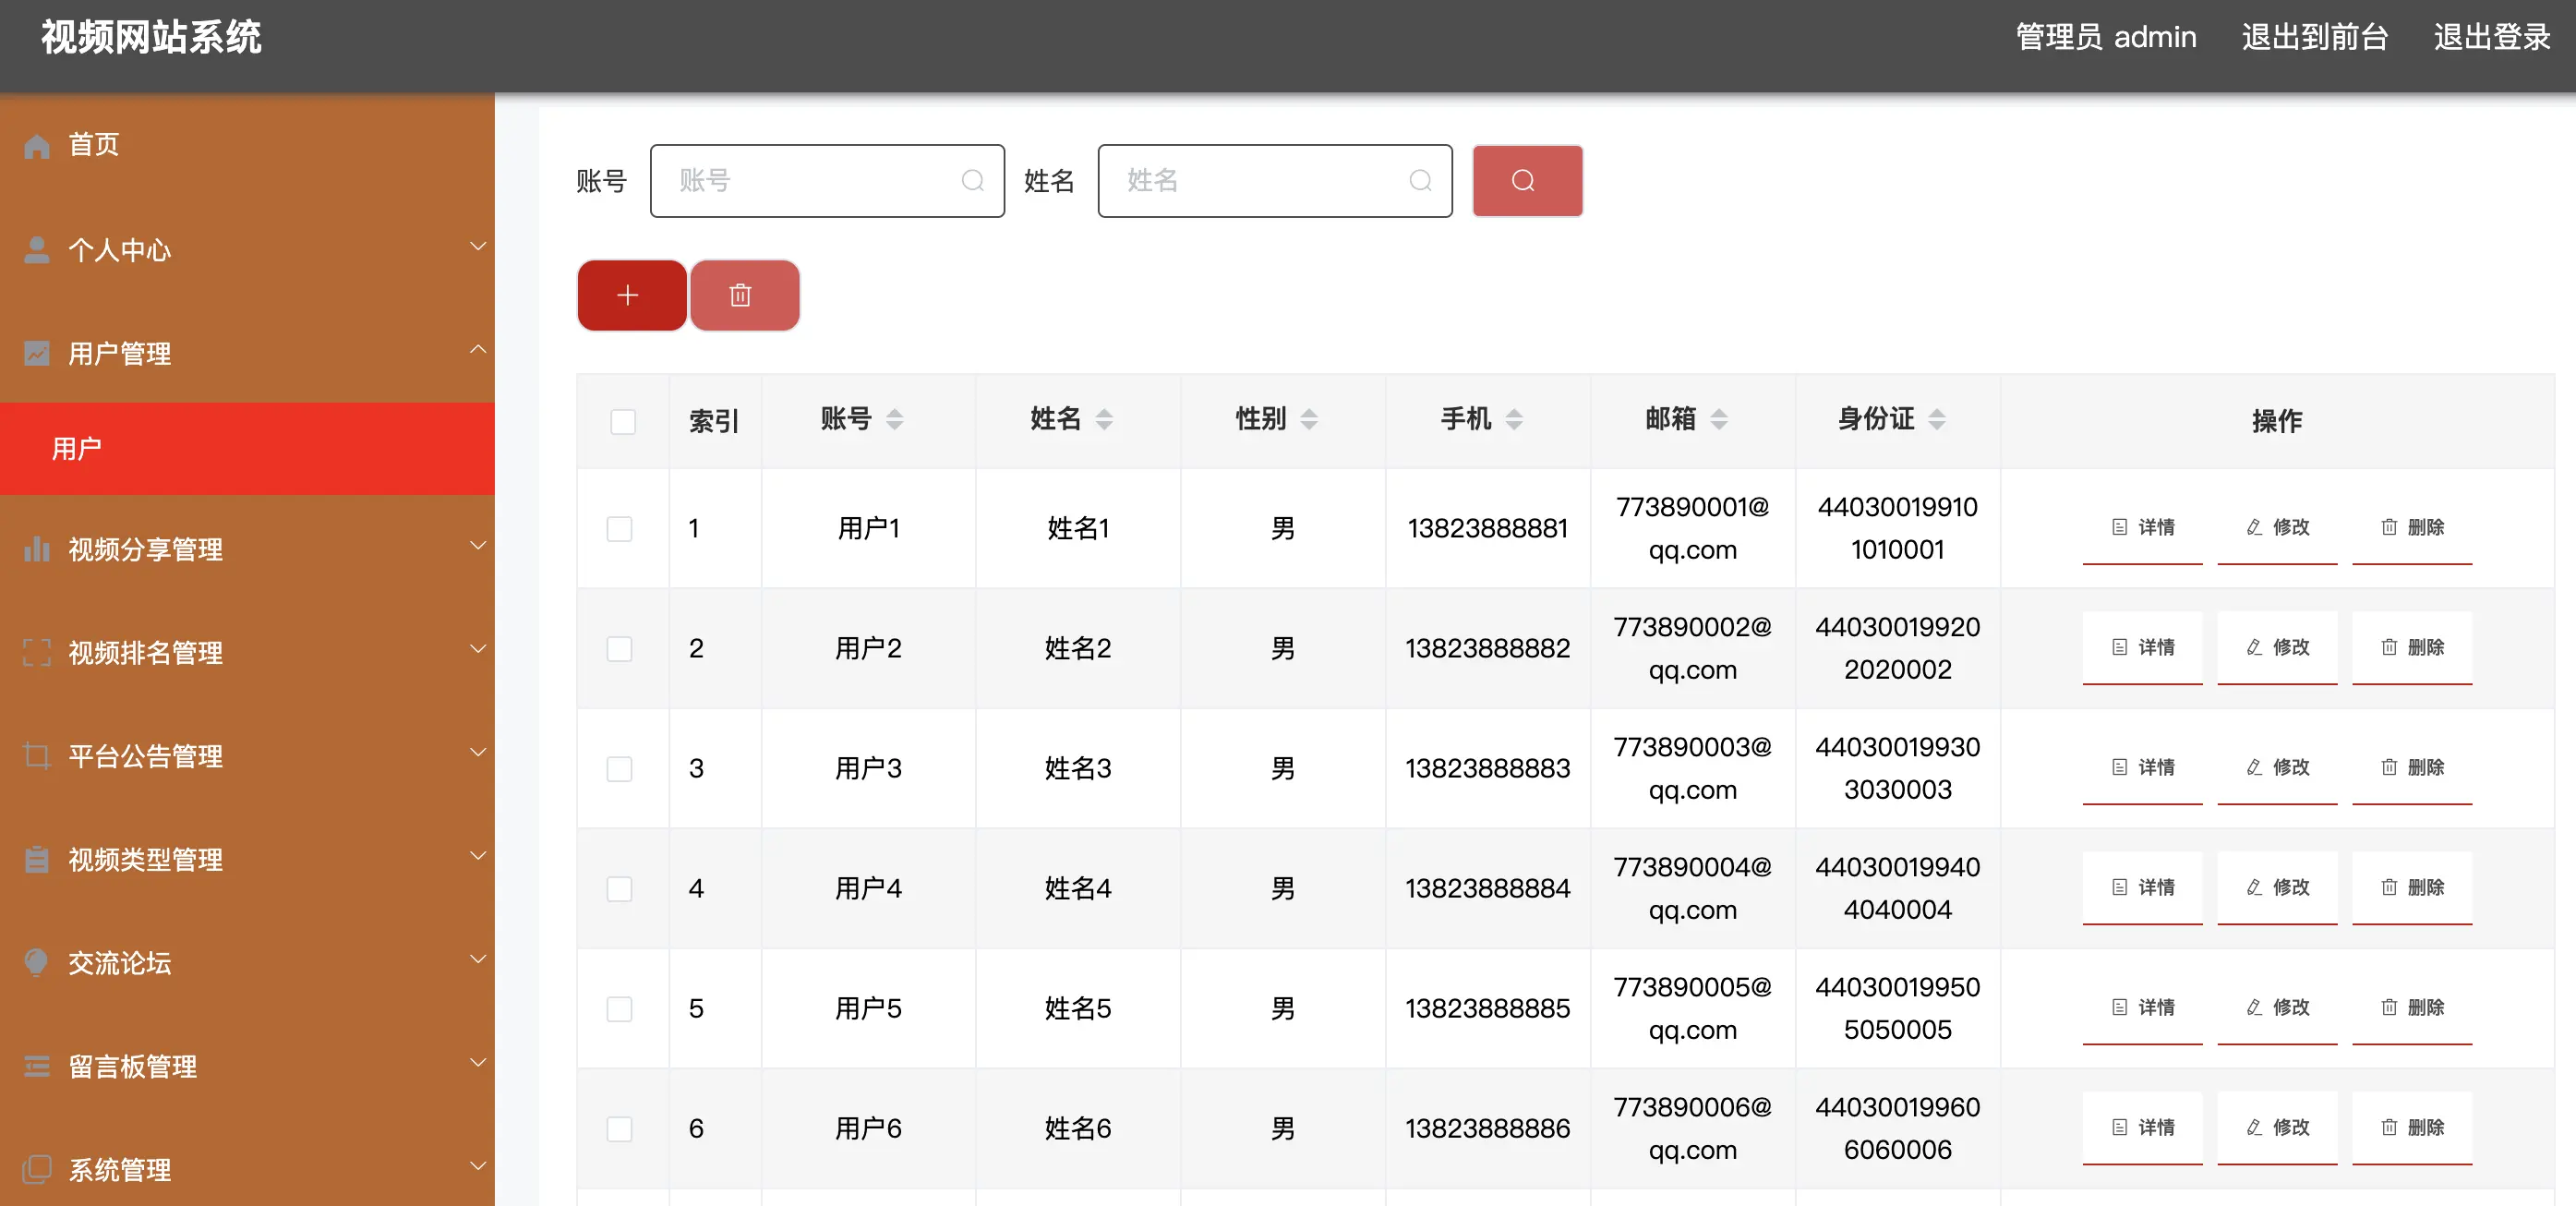 视频网站系统
管理员 admin 退出到前台 退出登录
首页
个人中心
用户管理
用户
视频分享管理
视频排名管理
平台公告管理
视频类型管理
交流论坛
留言板管理
系统管理
账号 账号 姓名 姓名
索引 账号 姓名 性别 手机 邮箱 身份证 操作
1 用户1 姓名1 男 13823888881 773890001@qq.com 440300199101010001 详情 修改 删除
2 用户2 姓名2 男 13823888882 773890002@qq.com 440300199202020002 详情 修改 删除
3 用户3 姓名3 男 13823888883 773890003@qq.com 440300199303030003 详情 修改 删除
4 用户4 姓名4 男 13823888884 773890004@qq.com 440300199404040004 详情 修改 删除
5 用户5 姓名5 男 13823888885 773890005@qq.com 440300199505050005 详情 修改 删除
6 用户6 姓名6 男 13823888886 773890006@qq.com 440300199606060006 详情 修改 删除